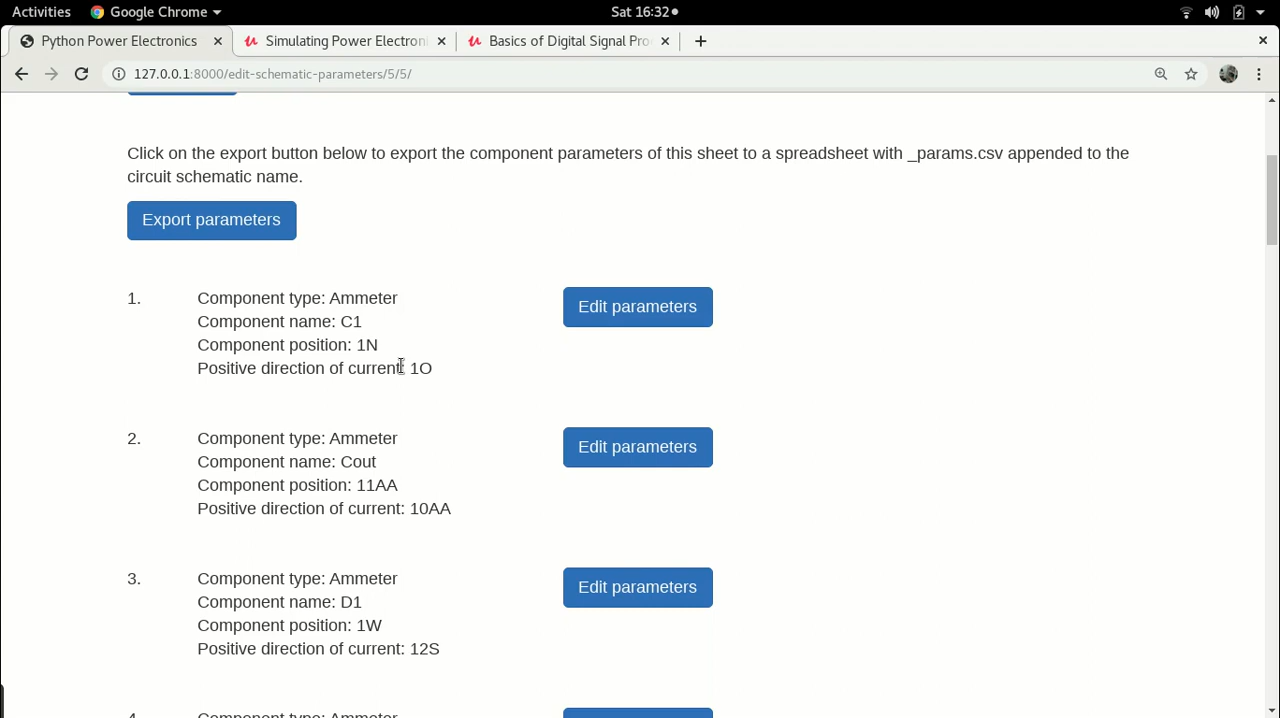 Activities Google Chrome Sat 16:32
Python Power Electronics Simulating Power Electroni Basics of Digital Signal Pro
127.0.0.1:8000/edit-schematic-parameters/5/5/
Click on the export button below to export the component parameters of this sheet to a spreadsheet with _params.csv appended to the
circuit schematic name.
Export parameters
1. Component type: Ammeter Edit parameters
Component name: C1
Component position: 1N
Positive direction of current: 1O
2. Component type: Ammeter Edit parameters
Component name: Cout
Component position: 11AA
Positive direction of current: 10AA
3. Component type: Ammeter Edit parameters
Component name: D1
Component position: 1W
Positive direction of current: 12S
4. Component type: Ammeter